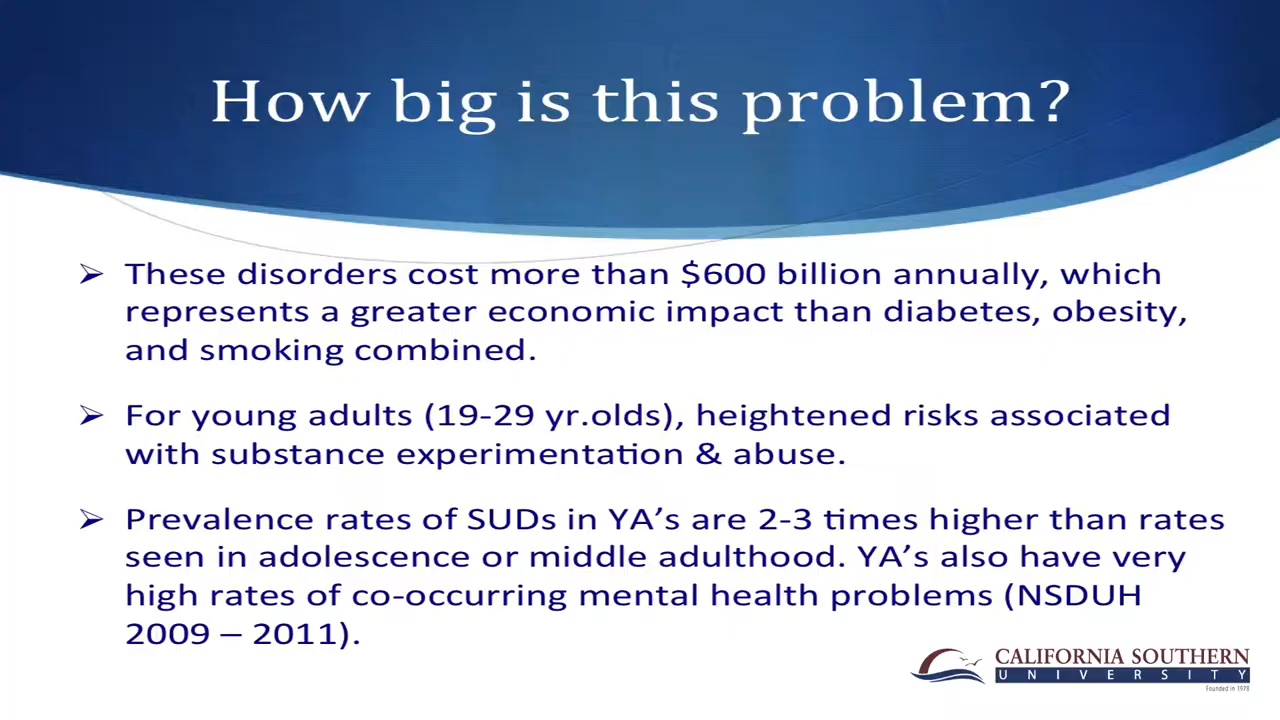 How big is this problem?
➢ These disorders cost more than $600 billion annually, which
represents a greater economic impact than diabetes, obesity,
and smoking combined.
➢ For young adults (19-29 yr.olds), heightened risks associated
with substance experimentation & abuse.
➢ Prevalence rates of SUDs in YA’s are 2-3 times higher than rates
seen in adolescence or middle adulthood. YA’s also have very
high rates of co-occurring mental health problems (NSDUH
2009 – 2011).
CALIFORNIA SOUTHERN
UNIVERSITY
Founded in 1978